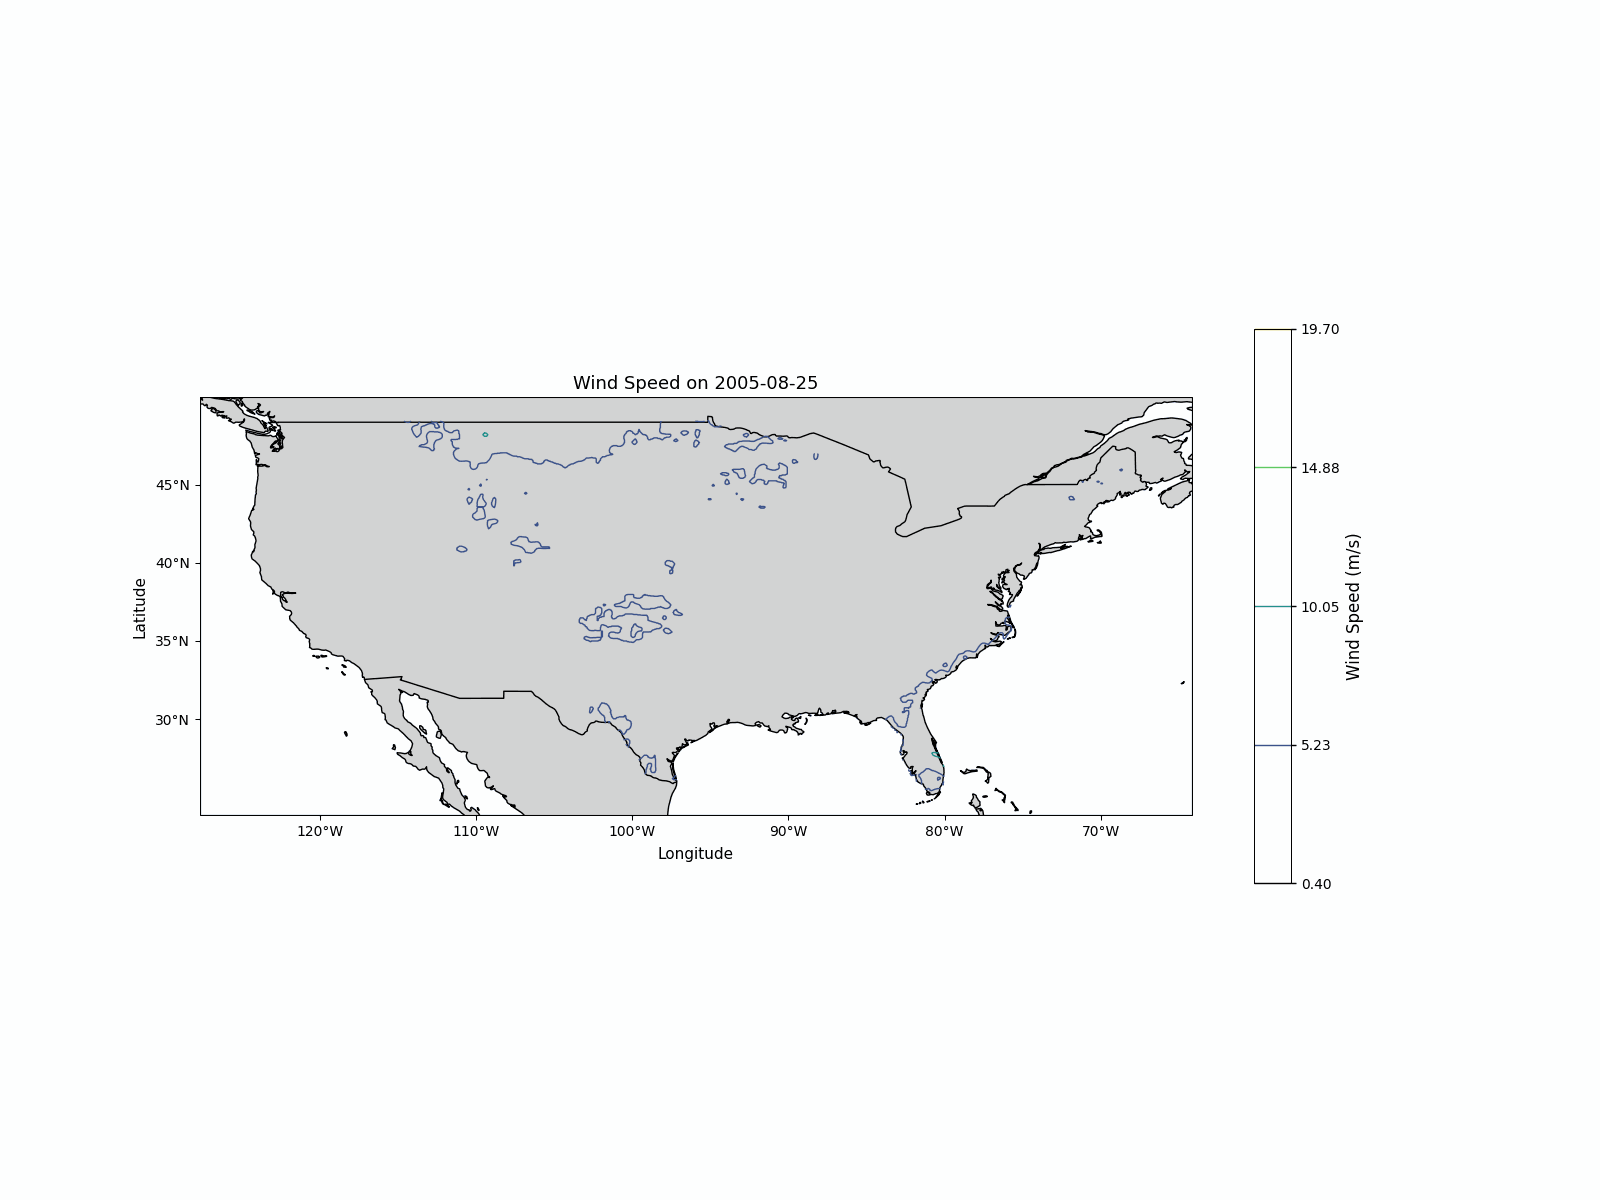 Wind Speed on 2005-08-25
45°N
40°N
35°N
30°N
Latitude
120°W 110°W 100°W 90°W 80°W 70°W
Longitude
19.70
14.88
10.05
5.23
0.40
Wind Speed (m/s)